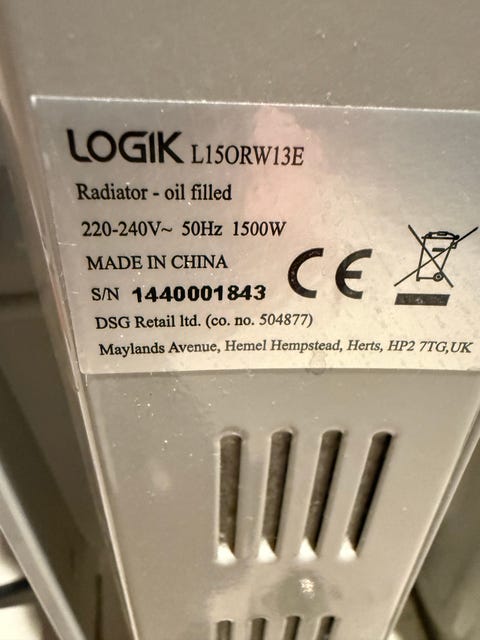 LOGIK L15ORW13E
Radiator - oil filled
220-240V~ 50Hz 1500W
MADE IN CHINA
S/N 1440001843
CE
DSG Retail ltd. (co. no. 504877)
Maylands Avenue, Hemel Hempstead, Herts, HP2 7TG,UK